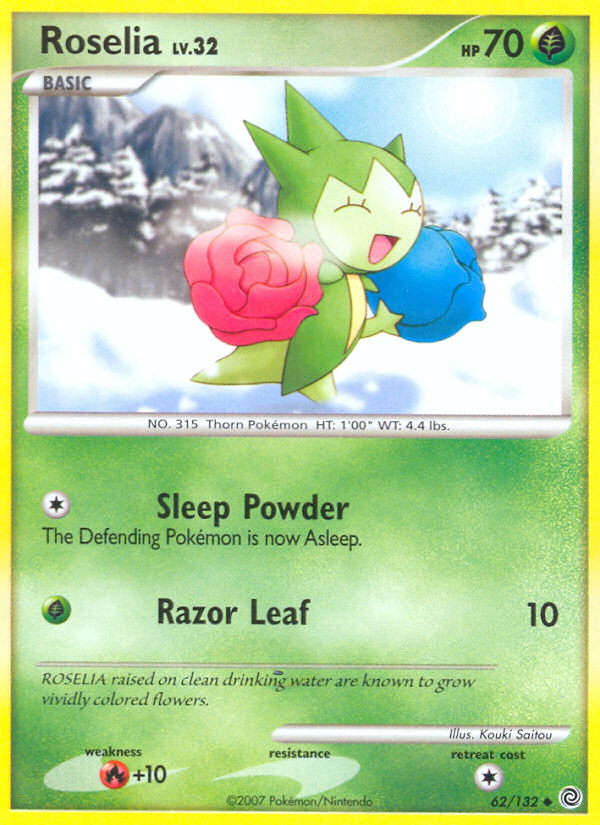 Roselia LV.32
HP 70
BASIC
NO. 315 Thorn Pokémon HT: 1'00" WT: 4.4 lbs.
Sleep Powder
The Defending Pokémon is now Asleep.
Razor Leaf 10
ROSELIA raised on clean drinking water are known to grow
vividly colored flowers.
Illus. Kouki Saitou
weakness resistance retreat cost
+10
©2007 Pokémon/Nintendo 62/132